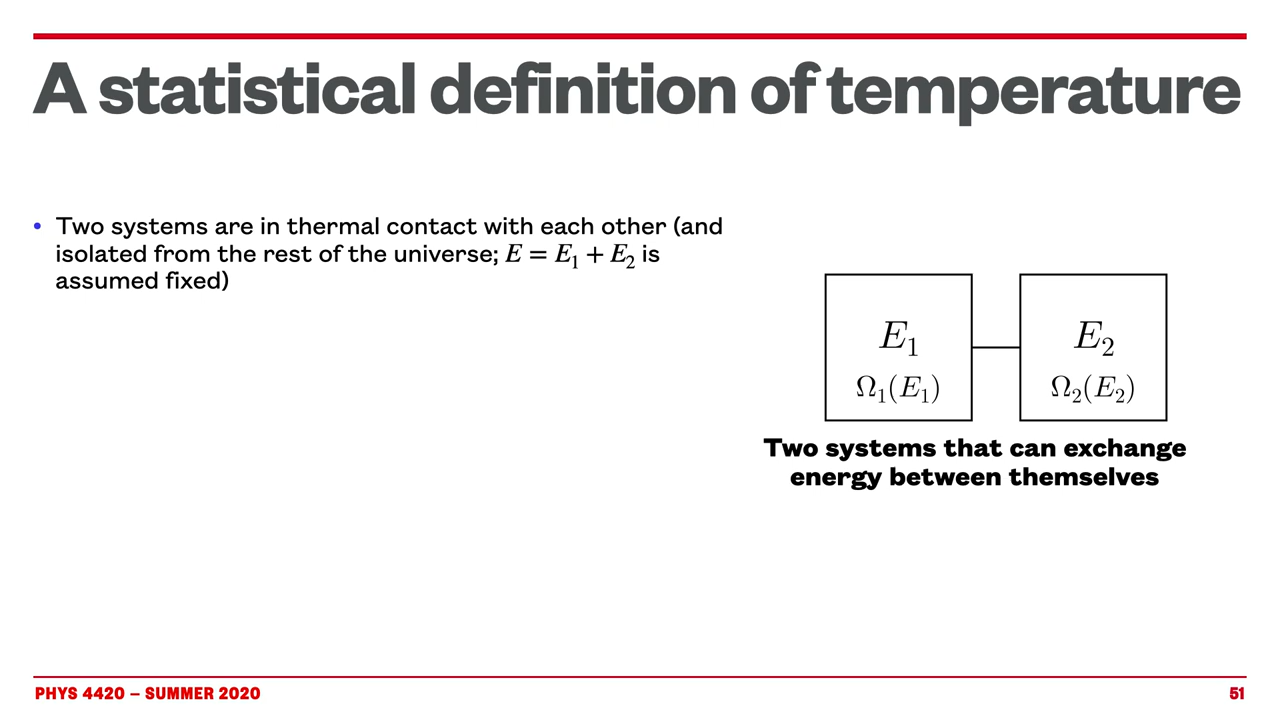 A statistical definition of temperature
• Two systems are in thermal contact with each other (and
isolated from the rest of the universe; E = E₁ + E₂ is
assumed fixed)
E₁ E₂
Ω₁(E₁) Ω₂(E₂)
Two systems that can exchange
energy between themselves
PHYS 4420 – SUMMER 2020 51